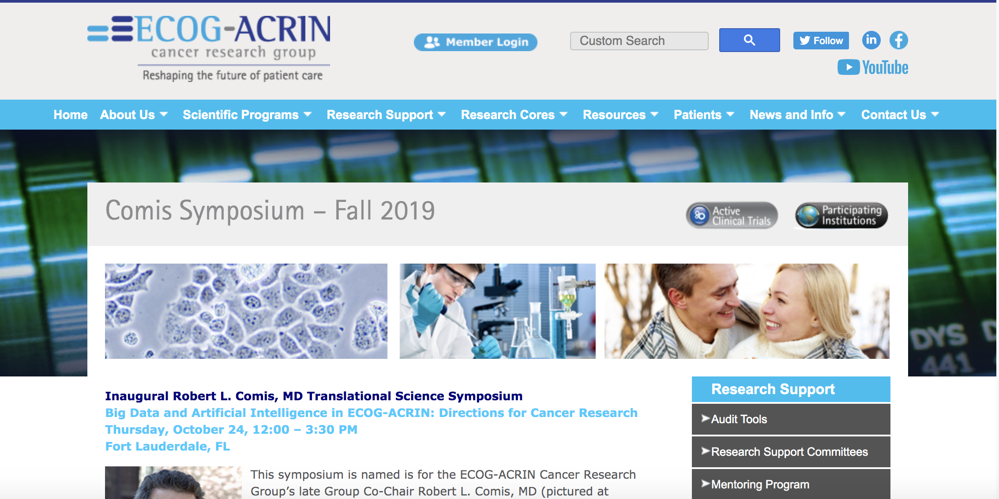 ECOG-ACRIN
cancer research group
Reshaping the future of patient care
Member Login
Custom Search
Follow
in
f
YouTube
Home About Us Scientific Programs Research Support Research Cores Resources Patients News and Info Contact Us
Comis Symposium – Fall 2019
Active
Clinical Trials
Participating
Institutions
DYS D
441
Inaugural Robert L. Comis, MD Translational Science Symposium
Big Data and Artificial Intelligence in ECOG-ACRIN: Directions for Cancer Research
Thursday, October 24, 12:00 – 3:30 PM
Fort Lauderdale, FL
This symposium is named is for the ECOG-ACRIN Cancer Research
Group’s late Group Co-Chair Robert L. Comis, MD (pictured at
Research Support
Audit Tools
Research Support Committees
Mentoring Program